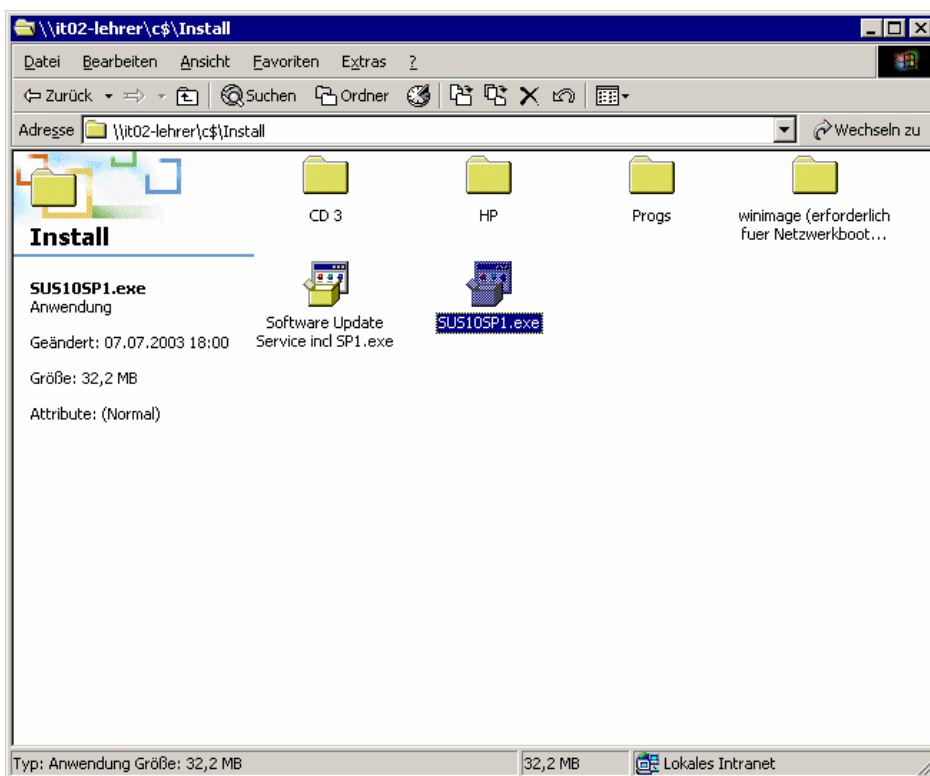 \\it02-lehrer\c$\Install
Datei Bearbeiten Ansicht Favoriten Extras ?
Zurück Suchen Ordner
Adresse \\it02-lehrer\c$\Install Wechseln zu
Install
SUS10SP1.exe
Anwendung
Geändert: 07.07.2003 18:00
Größe: 32,2 MB
Attribute: (Normal)
CD 3
HP
Progs
winimage (erforderlich
fuer Netzwerkboot...
Software Update
Service incl SP1.exe
SUS10SP1.exe
Typ: Anwendung Größe: 32,2 MB 32,2 MB Lokales Intranet